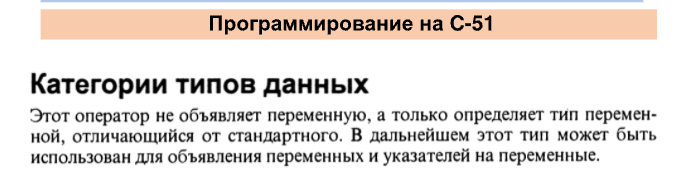 Программирование на С-51
Категории типов данных
Этот оператор не объявляет переменную, а только определяет тип перемен-
ной, отличающийся от стандартного. В дальнейшем этот тип может быть
использован для объявления переменных и указателей на переменные.